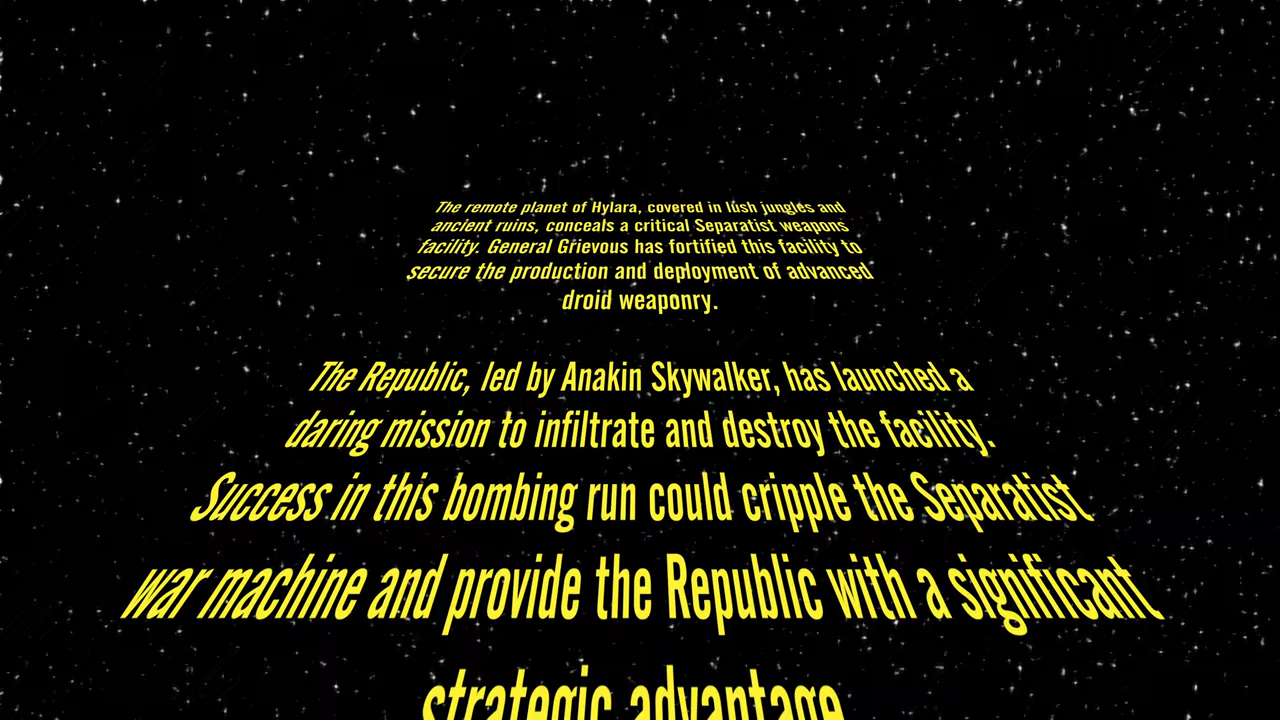 The remote planet of Hylara, covered in lush jungles and
ancient ruins, conceals a critical Separatist weapons
facility. General Grievous has fortified this facility to
secure the production and deployment of advanced
droid weaponry.
The Republic, led by Anakin Skywalker, has launched a
daring mission to infiltrate and destroy the facility.
Success in this bombing run could cripple the Separatist
war machine and provide the Republic with a significant
strategic advantage